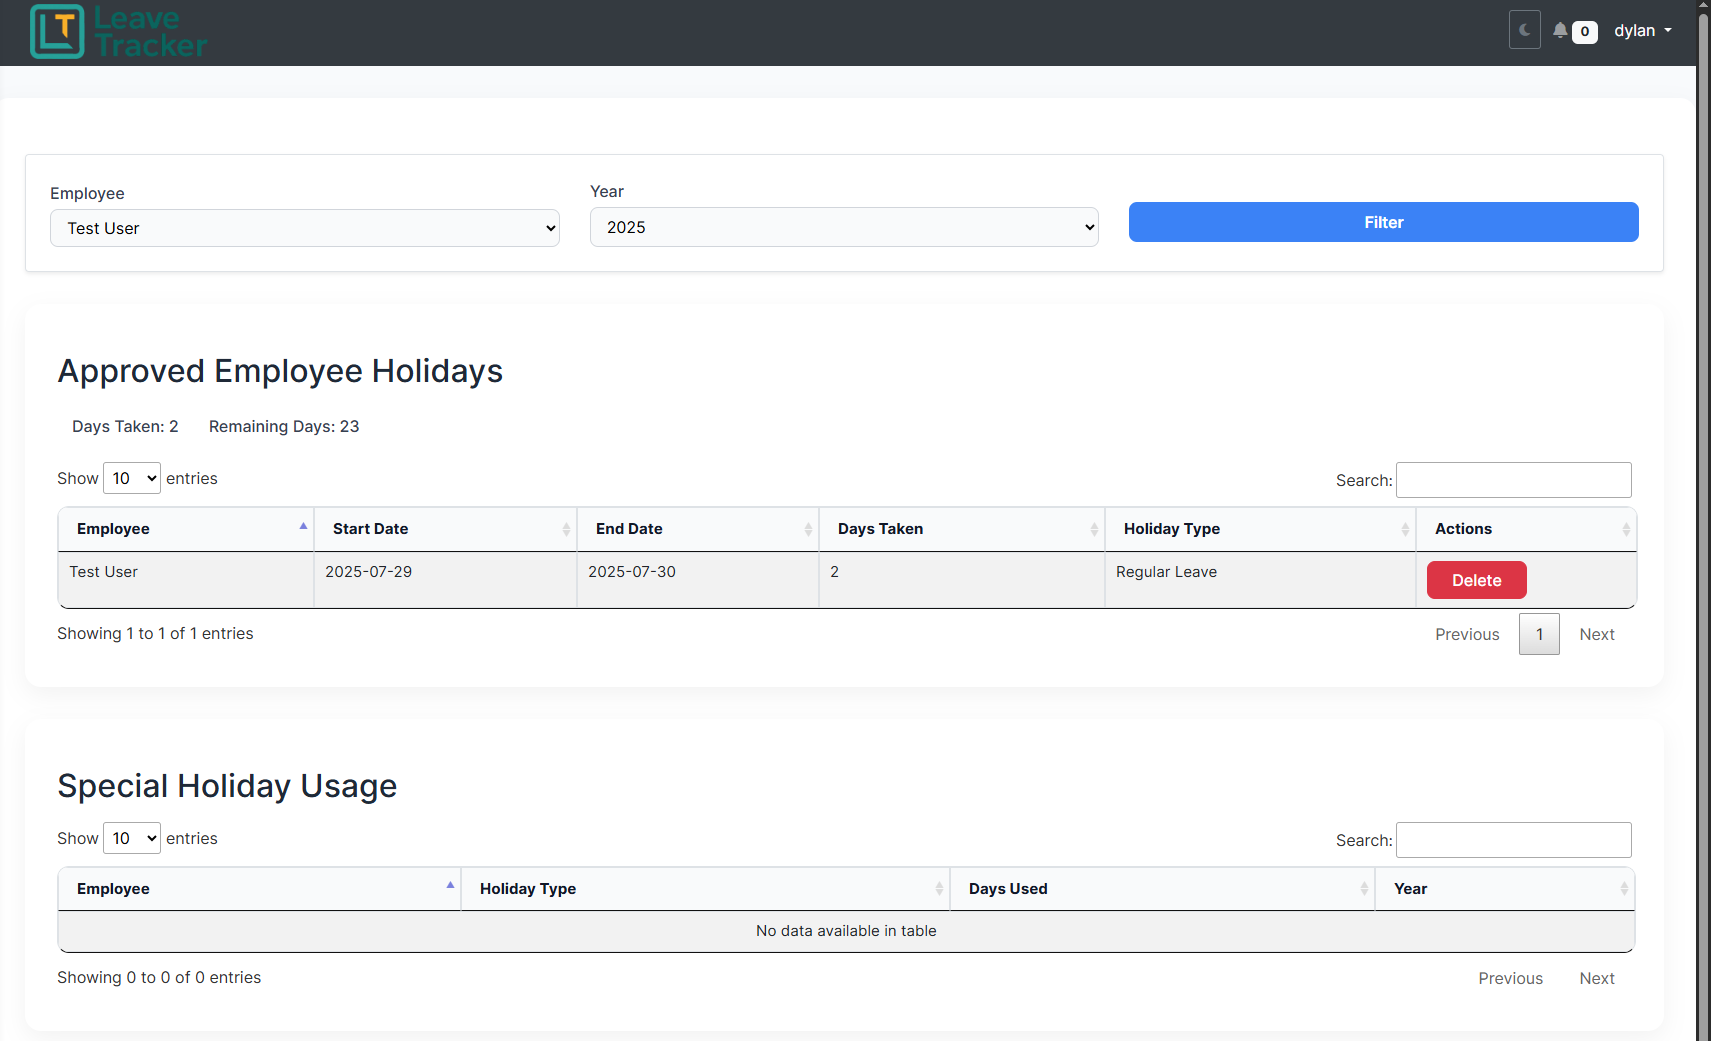 LT Leave Tracker
0
dylan
Employee
Test User
Year
2025
Filter
Approved Employee Holidays
Days Taken: 2 Remaining Days: 23
Show 10 entries
Search:
Employee Start Date End Date Days Taken Holiday Type Actions
Test User 2025-07-29 2025-07-30 2 Regular Leave Delete
Showing 1 to 1 of 1 entries
Previous 1 Next
Special Holiday Usage
Show 10 entries
Search:
Employee Holiday Type Days Used Year
No data available in table
Showing 0 to 0 of 0 entries
Previous Next